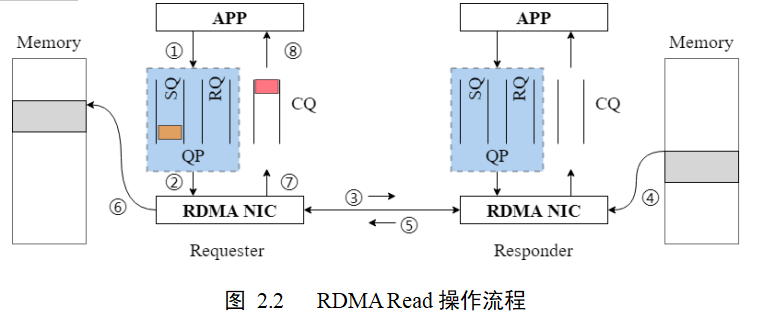 APP
APP
Memory
Memory
①
⑧
SQ
RQ
CQ
SQ
RQ
CQ
QP
QP
②
⑦
③
④
⑥
RDMA NIC
RDMA NIC
⑤
Requester
Responder
图 2.2 RDMA Read 操作流程